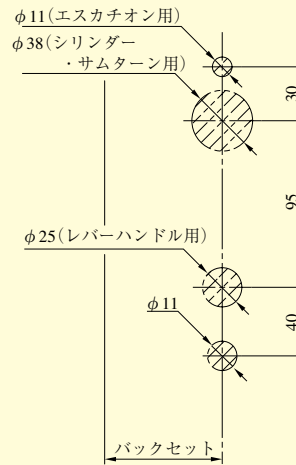 φ11(エスカチオン用)
φ38(シリンダー
・サムターン用)
30
95
φ25(レバーハンドル用)
φ11
40
バックセット